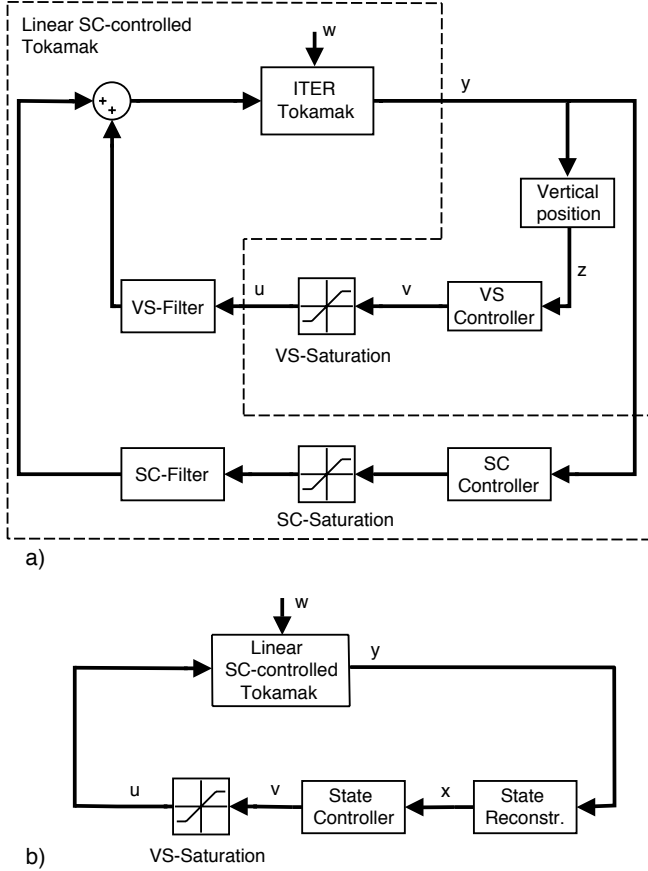 Linear SC-controlled
Tokamak
w
ITER
Tokamak
y
+
+
Vertical
position
z
VS-Filter
u
v
VS
Controller
VS-Saturation
SC-Filter
SC
Controller
SC-Saturation
a)
w
Linear
SC-controlled
Tokamak
y
u
v
State
Controller
x
State
Reconstr.
VS-Saturation
b)